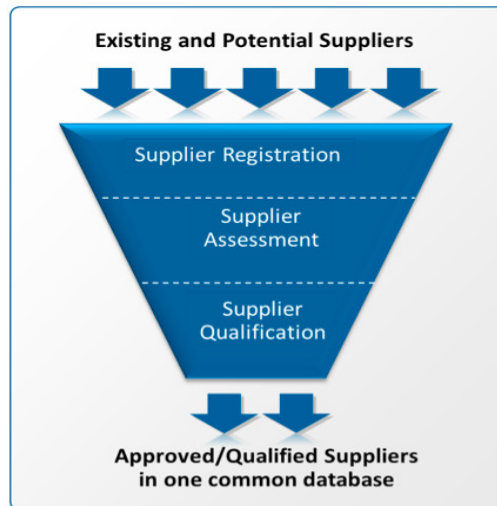 Existing and Potential Suppliers
Supplier Registration
Supplier
Assessment
Supplier
Qualification
Approved/Qualified Suppliers
in one common database